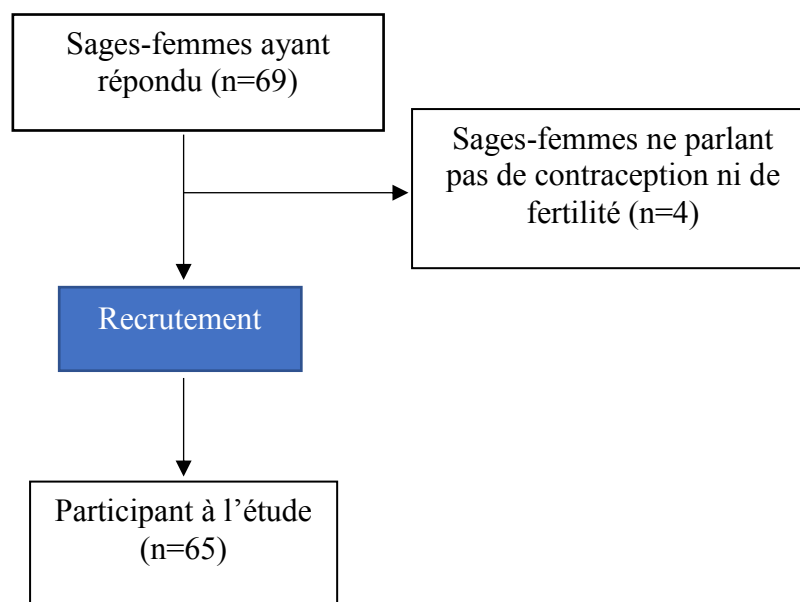 Sages-femmes ayant
répondu (n=69)
Sages-femmes ne parlant
pas de contraception ni de
fertilité (n=4)
Recrutement
Participant à l’étude
(n=65)